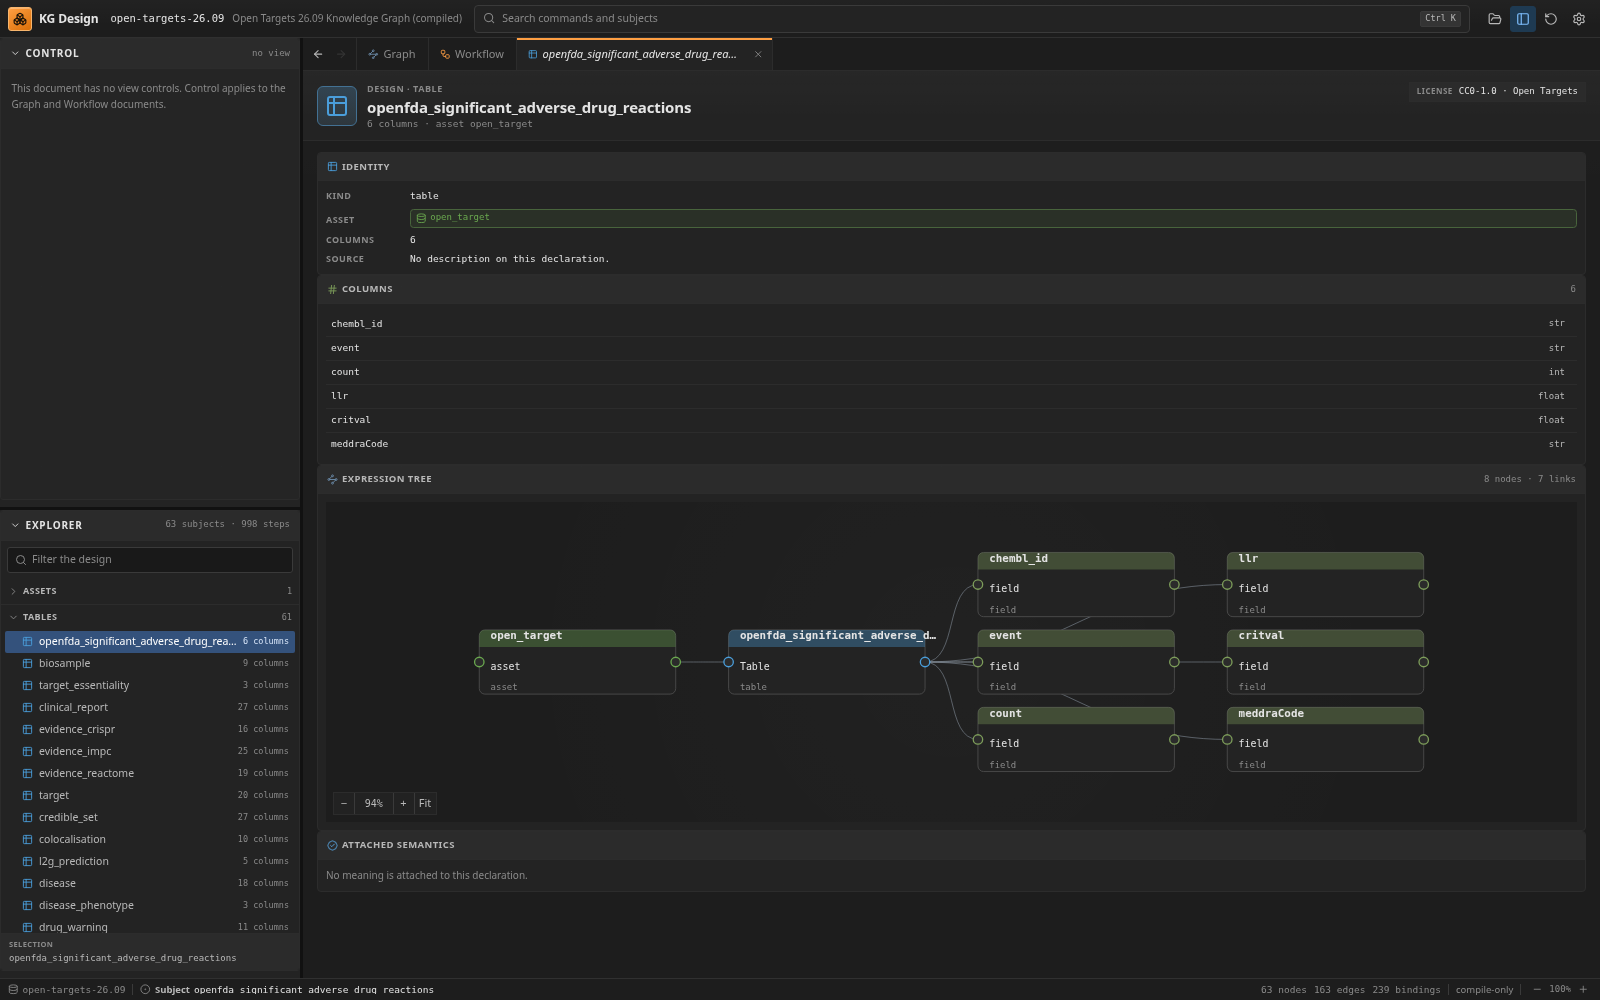 KG Design open-targets-26.09 Open Targets 26.09 Knowledge Graph (compiled) Search commands and subjects Ctrl K
CONTROL no view
This document has no view controls. Control applies to the
Graph and Workflow documents.
Graph Workflow openfda_significant_adverse_drug_rea...
DESIGN · TABLE
openfda_significant_adverse_drug_reactions
6 columns · asset open_target
LICENSE CC0-1.0 · Open Targets
IDENTITY
KIND table
ASSET open_target
COLUMNS 6
SOURCE No description on this declaration.
COLUMNS 6
chembl_id str
event str
count int
llr float
critval float
meddraCode str
EXPRESSION TREE 8 nodes · 7 links
open_target
asset
asset
openfda_significant_adverse_d…
Table
table
chembl_id
field
field
event
field
field
count
field
field
llr
field
field
critval
field
field
meddraCode
field
field
− 94% + Fit
ATTACHED SEMANTICS
No meaning is attached to this declaration.
EXPLORER 63 subjects · 998 steps
Filter the design
ASSETS 1
TABLES 61
openfda_significant_adverse_drug_rea... 6 columns
biosample 9 columns
target_essentiality 3 columns
clinical_report 27 columns
evidence_crispr 16 columns
evidence_impc 25 columns
evidence_reactome 19 columns
target 20 columns
credible_set 27 columns
colocalisation 10 columns
l2g_prediction 5 columns
disease 18 columns
disease_phenotype 3 columns
drug_warning 11 columns
SELECTION
openfda_significant_adverse_drug_reactions
open-targets-26.09 Subject openfda_significant_adverse_drug_reactions 63 nodes 163 edges 239 bindings compile-only − 100% +